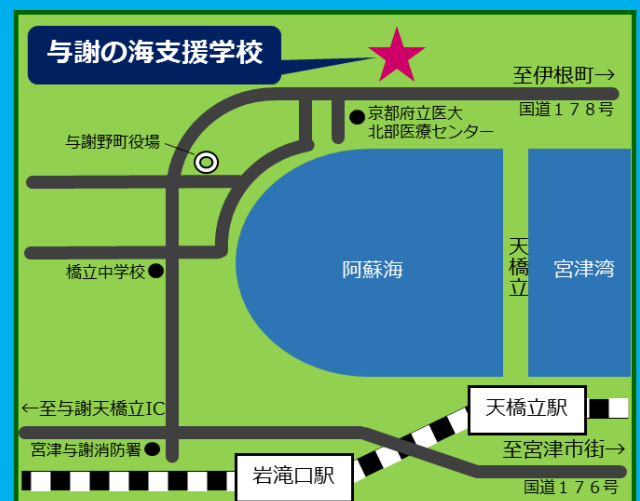 与謝の海支援学校
至伊根町→
国道１７８号
京都府立医大
北部医療センター
与謝野町役場
橋立中学校
阿蘇海
天橋立
宮津湾
←至与謝天橋立IC
天橋立駅
宮津与謝消防署
至宮津市街→
岩滝口駅
国道１７６号